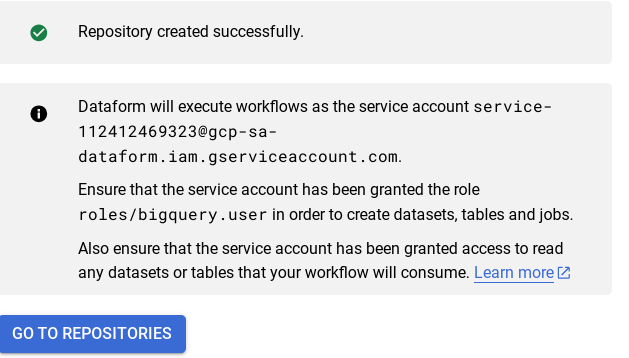 Repository created successfully.
Dataform will execute workflows as the service account service-
112412469323@gcp-sa-
dataform.iam.gserviceaccount.com.
Ensure that the service account has been granted the role
roles/bigquery.user in order to create datasets, tables and jobs.
Also ensure that the service account has been granted access to read
any datasets or tables that your workflow will consume. Learn more
GO TO REPOSITORIES